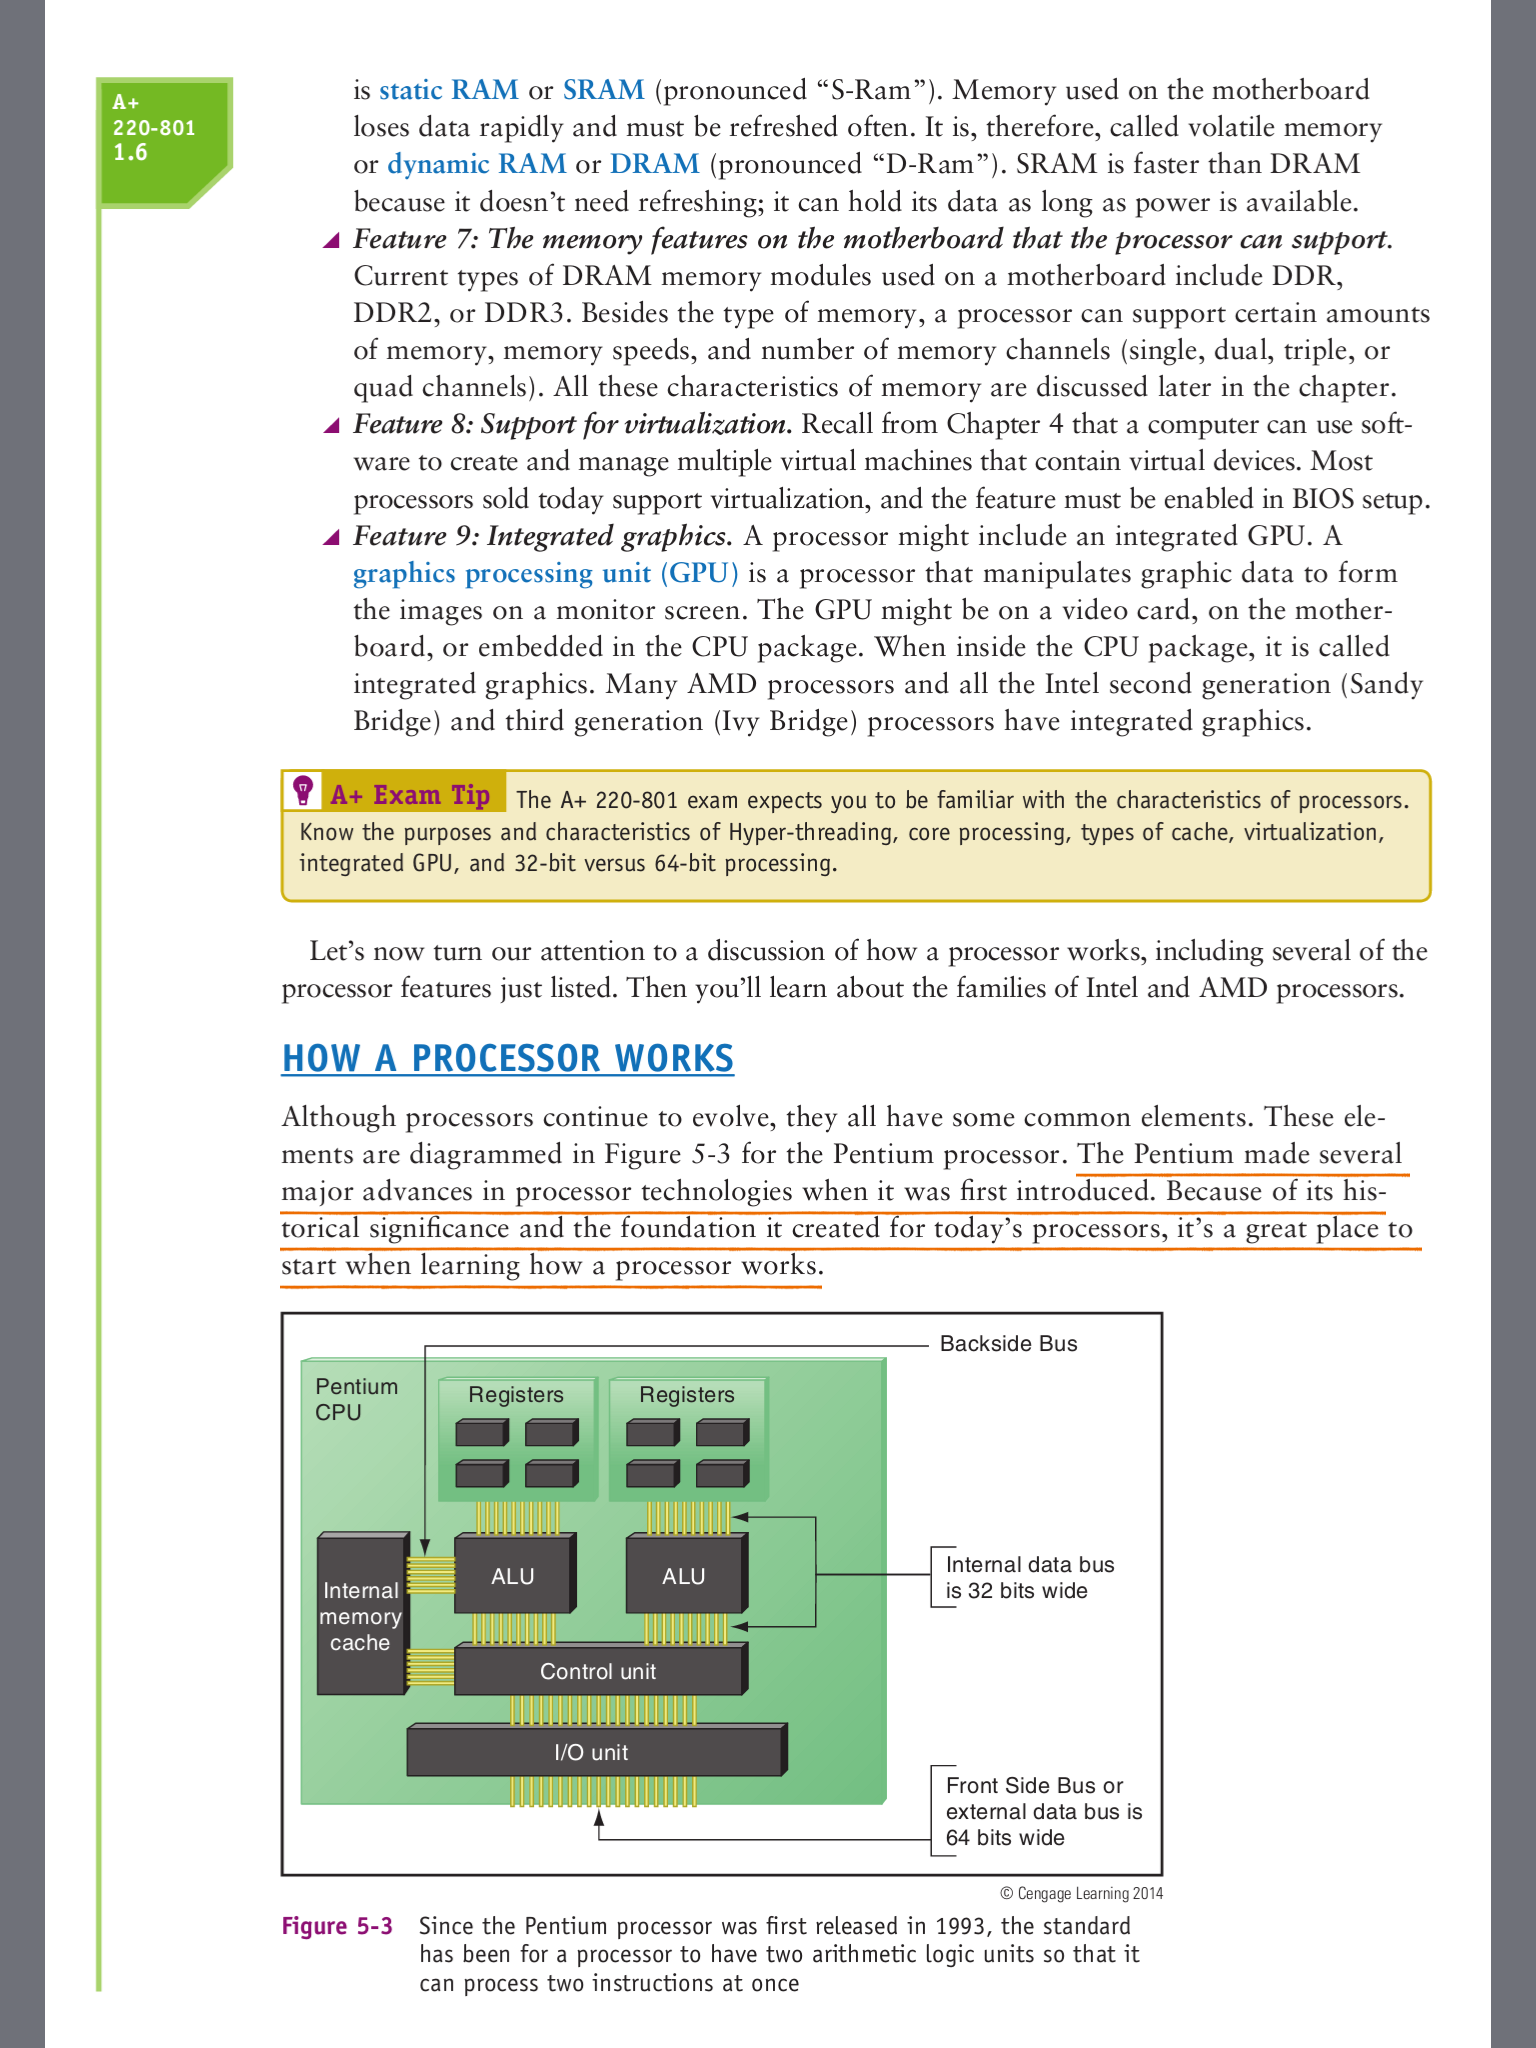 A+
220-801
1.6
is static RAM or SRAM (pronounced “S-Ram”). Memory used on the motherboard
loses data rapidly and must be refreshed often. It is, therefore, called volatile memory
or dynamic RAM or DRAM (pronounced “D-Ram”). SRAM is faster than DRAM
because it doesn’t need refreshing; it can hold its data as long as power is available.
Feature 7: The memory features on the motherboard that the processor can support.
Current types of DRAM memory modules used on a motherboard include DDR,
DDR2, or DDR3. Besides the type of memory, a processor can support certain amounts
of memory, memory speeds, and number of memory channels (single, dual, triple, or
quad channels). All these characteristics of memory are discussed later in the chapter.
Feature 8: Support for virtualization. Recall from Chapter 4 that a computer can use soft-
ware to create and manage multiple virtual machines that contain virtual devices. Most
processors sold today support virtualization, and the feature must be enabled in BIOS setup.
Feature 9: Integrated graphics. A processor might include an integrated GPU. A
graphics processing unit (GPU) is a processor that manipulates graphic data to form
the images on a monitor screen. The GPU might be on a video card, on the mother-
board, or embedded in the CPU package. When inside the CPU package, it is called
integrated graphics. Many AMD processors and all the Intel second generation (Sandy
Bridge) and third generation (Ivy Bridge) processors have integrated graphics.
A+ Exam Tip The A+ 220-801 exam expects you to be familiar with the characteristics of processors.
Know the purposes and characteristics of Hyper-threading, core processing, types of cache, virtualization,
integrated GPU, and 32-bit versus 64-bit processing.
Let’s now turn our attention to a discussion of how a processor works, including several of the
processor features just listed. Then you’ll learn about the families of Intel and AMD processors.
HOW A PROCESSOR WORKS
Although processors continue to evolve, they all have some common elements. These ele-
ments are diagrammed in Figure 5-3 for the Pentium processor. The Pentium made several
major advances in processor technologies when it was first introduced. Because of its his-
torical significance and the foundation it created for today’s processors, it’s a great place to
start when learning how a processor works.
Backside Bus
Pentium
CPU
Registers
Registers
ALU
ALU
Internal data bus
is 32 bits wide
Internal
memory
cache
Control unit
I/O unit
Front Side Bus or
external data bus is
64 bits wide
© Cengage Learning 2014
Figure 5-3 Since the Pentium processor was first released in 1993, the standard
has been for a processor to have two arithmetic logic units so that it
can process two instructions at once